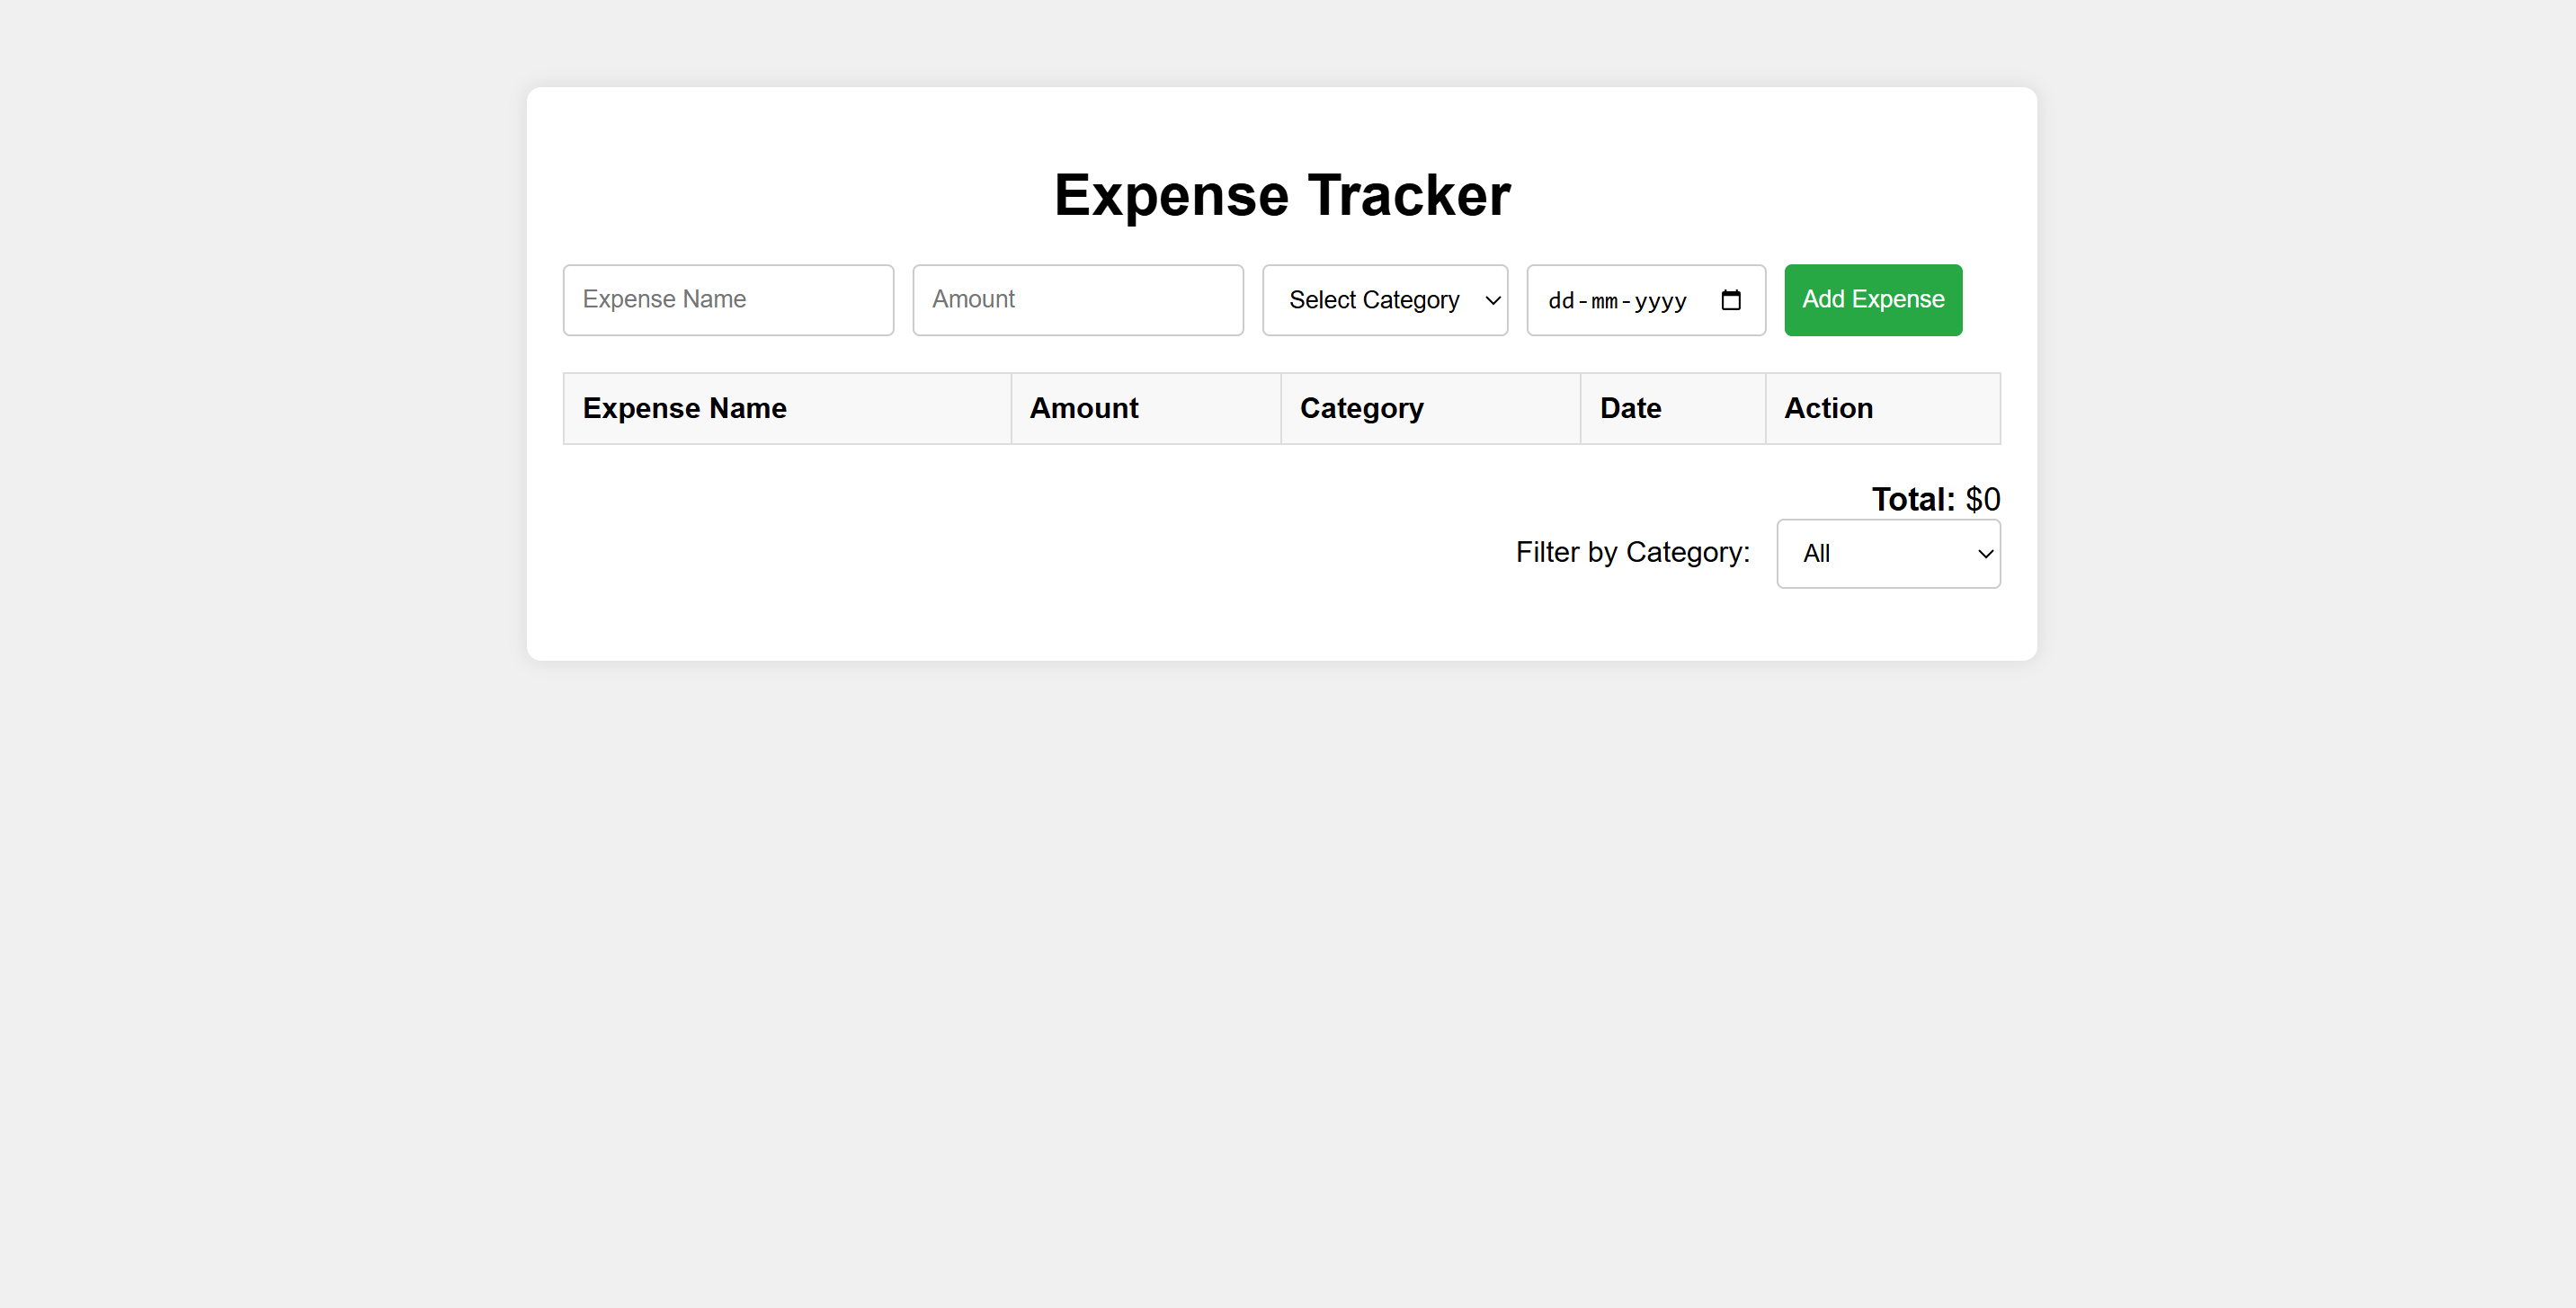 Expense Tracker
Expense Name Amount Select Category dd-mm-yyyy Add Expense
Expense Name Amount Category Date Action
Total: $0
Filter by Category: All